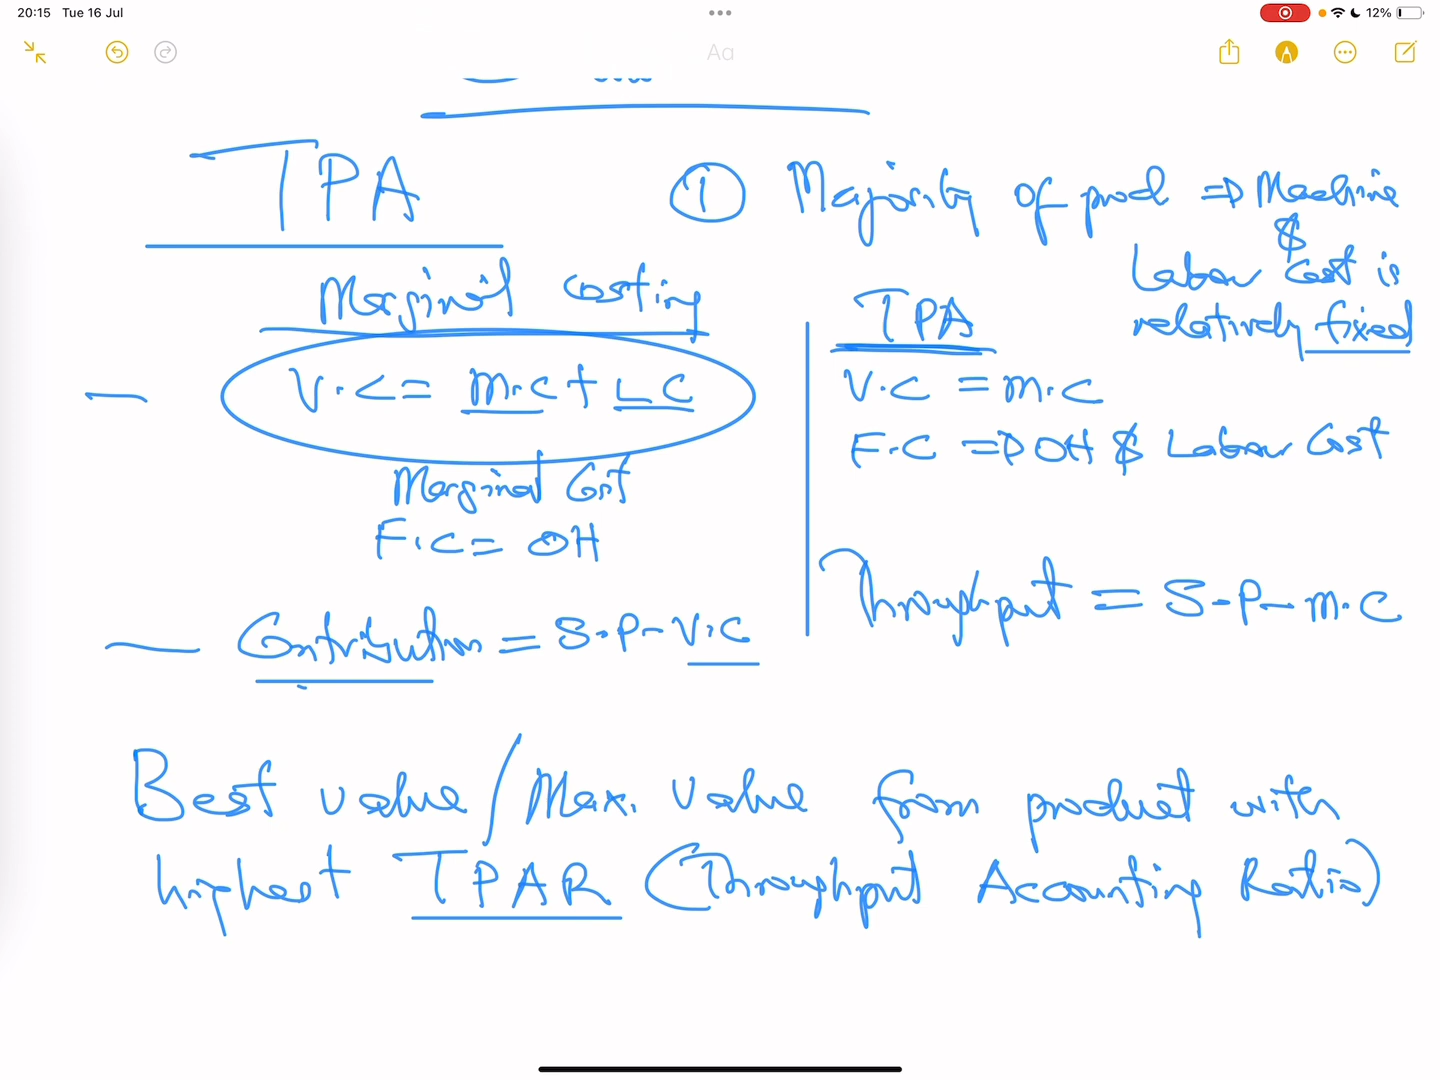 20:15 Tue 16 Jul
12%
Aa
TPA
① Majority of prod => Machine
$
Labour cost is
relatively fixed
Marginal costing
V.C = m.c + LC
Marginal Cost
F.C = OH
Contribution = S.P - V.C
TPA
V.C = m.c
F.C => OH $ Labour Cost
Throughput = S.P - m.c
Best value / Max. value from product with
highest TPAR (Throughput Accounting Ratio)